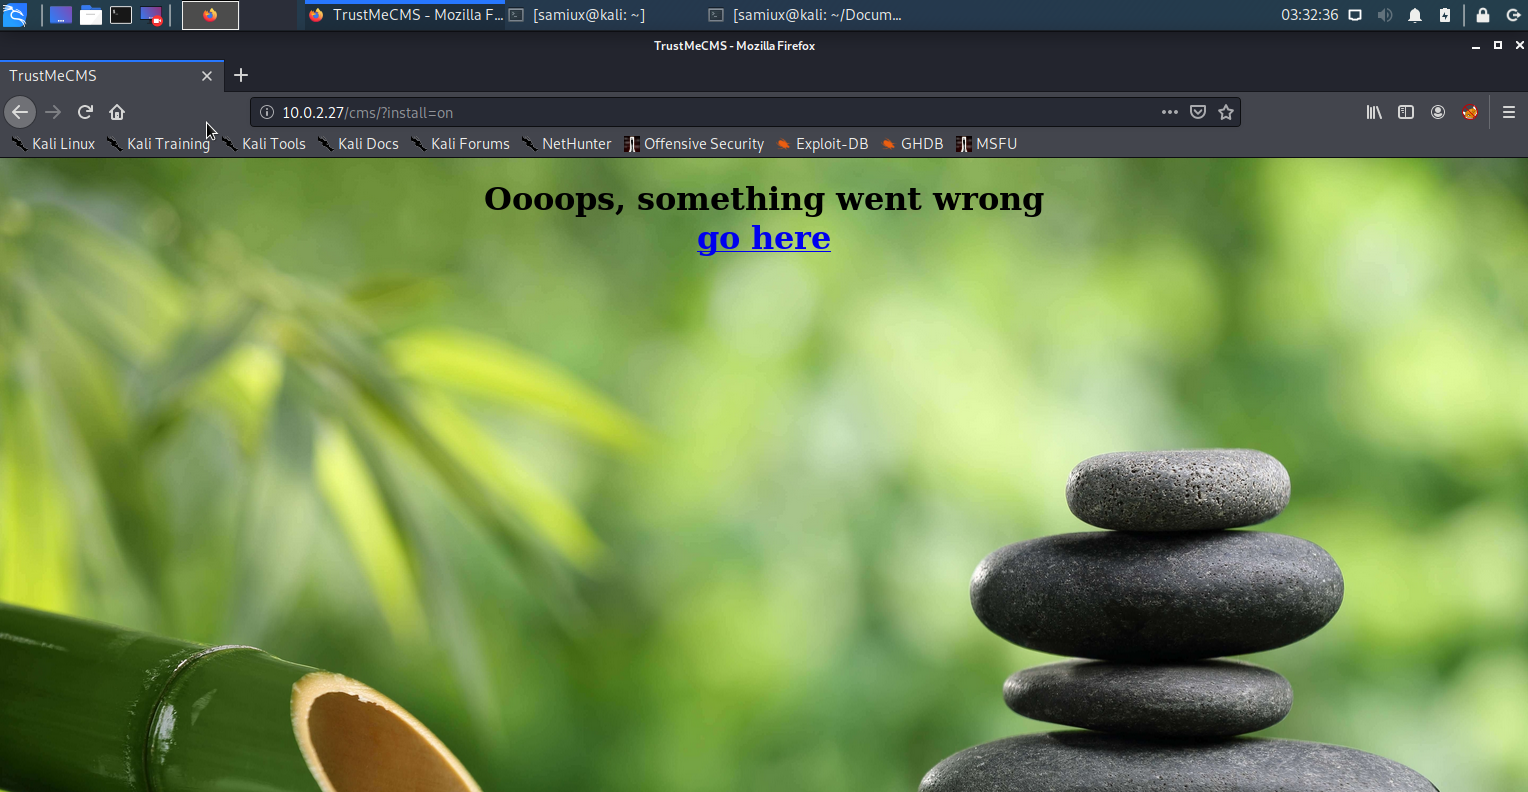 TrustMeCMS - Mozilla F... [samiux@kali: ~] [samiux@kali: ~/Docum... 03:32:36
TrustMeCMS - Mozilla Firefox
TrustMeCMS
10.0.2.27/cms/?install=on
Kali Linux Kali Training Kali Tools Kali Docs Kali Forums NetHunter Offensive Security Exploit-DB GHDB MSFU
Oooops, something went wrong
go here